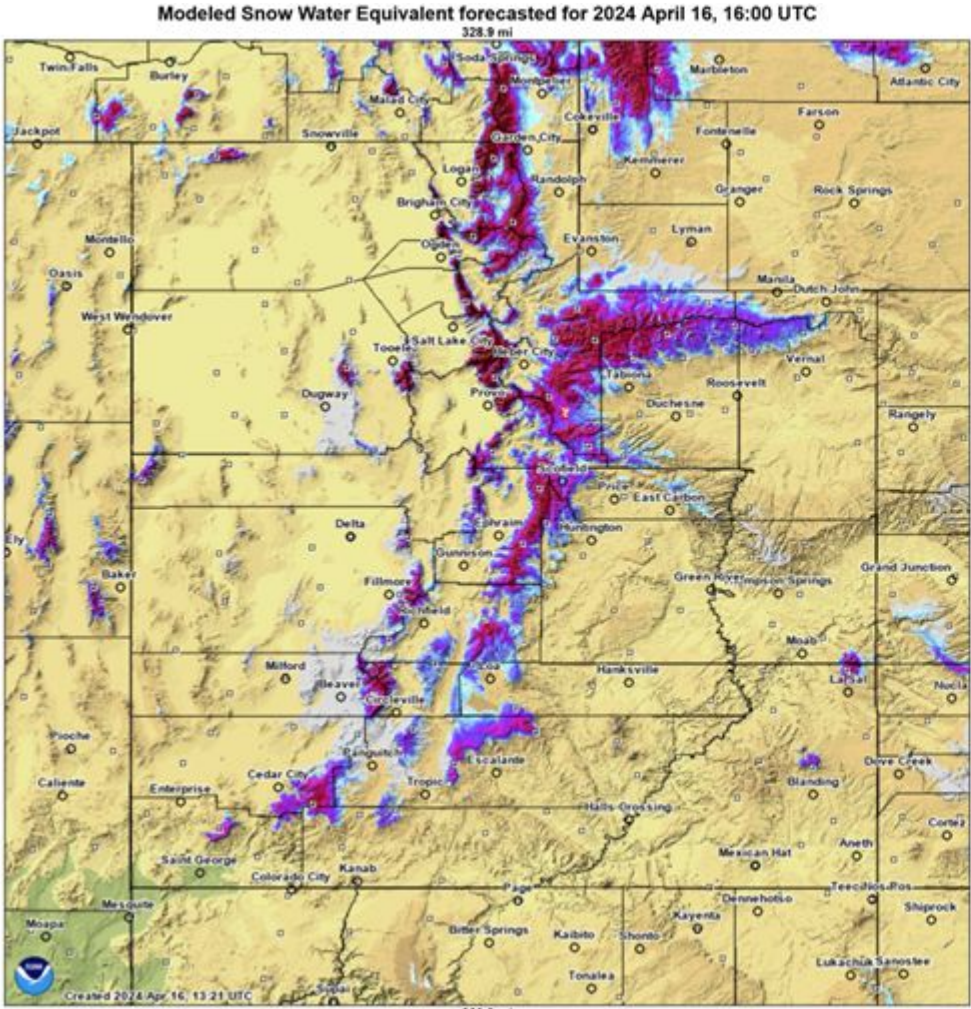 Modeled Snow Water Equivalent forecasted for 2024 April 16, 16:00 UTC
328.9 mi
Soda Springs
Twin Falls
Burley
Marbleton
Atlantic City
Montpelier
Malad City
Cokeville
Farson
Jackpot
Snowville
Garden City
Fontenelle
Kemmerer
Logan
Randolph
Granger
Rock Springs
Brigham City
Montello
Ogden
Evanston
Lyman
Oasis
Manila
Dutch John
West Wendover
Salt Lake City
Tooele
Heber City
Vernal
Tabiona
Roosevelt
Dugway
Provo
Duchesne
Rangely
Scofield
Price
East Carbon
Delta
Ephraim
Huntington
Ely
Gunnison
Grand Junction
Baker
Fillmore
Green River
Thompson Springs
Richfield
Moab
Milford
Loa
Hanksville
La Sal
Beaver
Nucla
Circleville
Pioche
Panguitch
Escalante
Dove Creek
Caliente
Enterprise
Cedar City
Tropic
Blanding
Halls Crossing
Cortez
Saint George
Mexican Hat
Aneth
Colorado City
Kanab
Page
Teec Nos Pos
Mesquite
Dennehotso
Shiprock
Moapa
Kayenta
Bitter Springs
Kaibito
Shonto
Lukachuk
Sanostee
Tonalea
Supai
Created 2024 Apr 16, 13:21 UTC